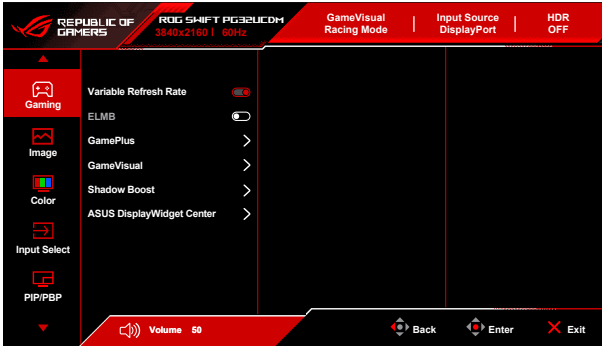 REPUBLIC OF
GAMERS
ROG SWIFT PG32UCDM
3840x2160 | 60Hz
GameVisual
Racing Mode
Input Source
DisplayPort
HDR
OFF
Gaming
Image
Color
Input Select
PIP/PBP
Variable Refresh Rate
ELMB
GamePlus
GameVisual
Shadow Boost
ASUS DisplayWidget Center
Volume 50
Back
Enter
Exit